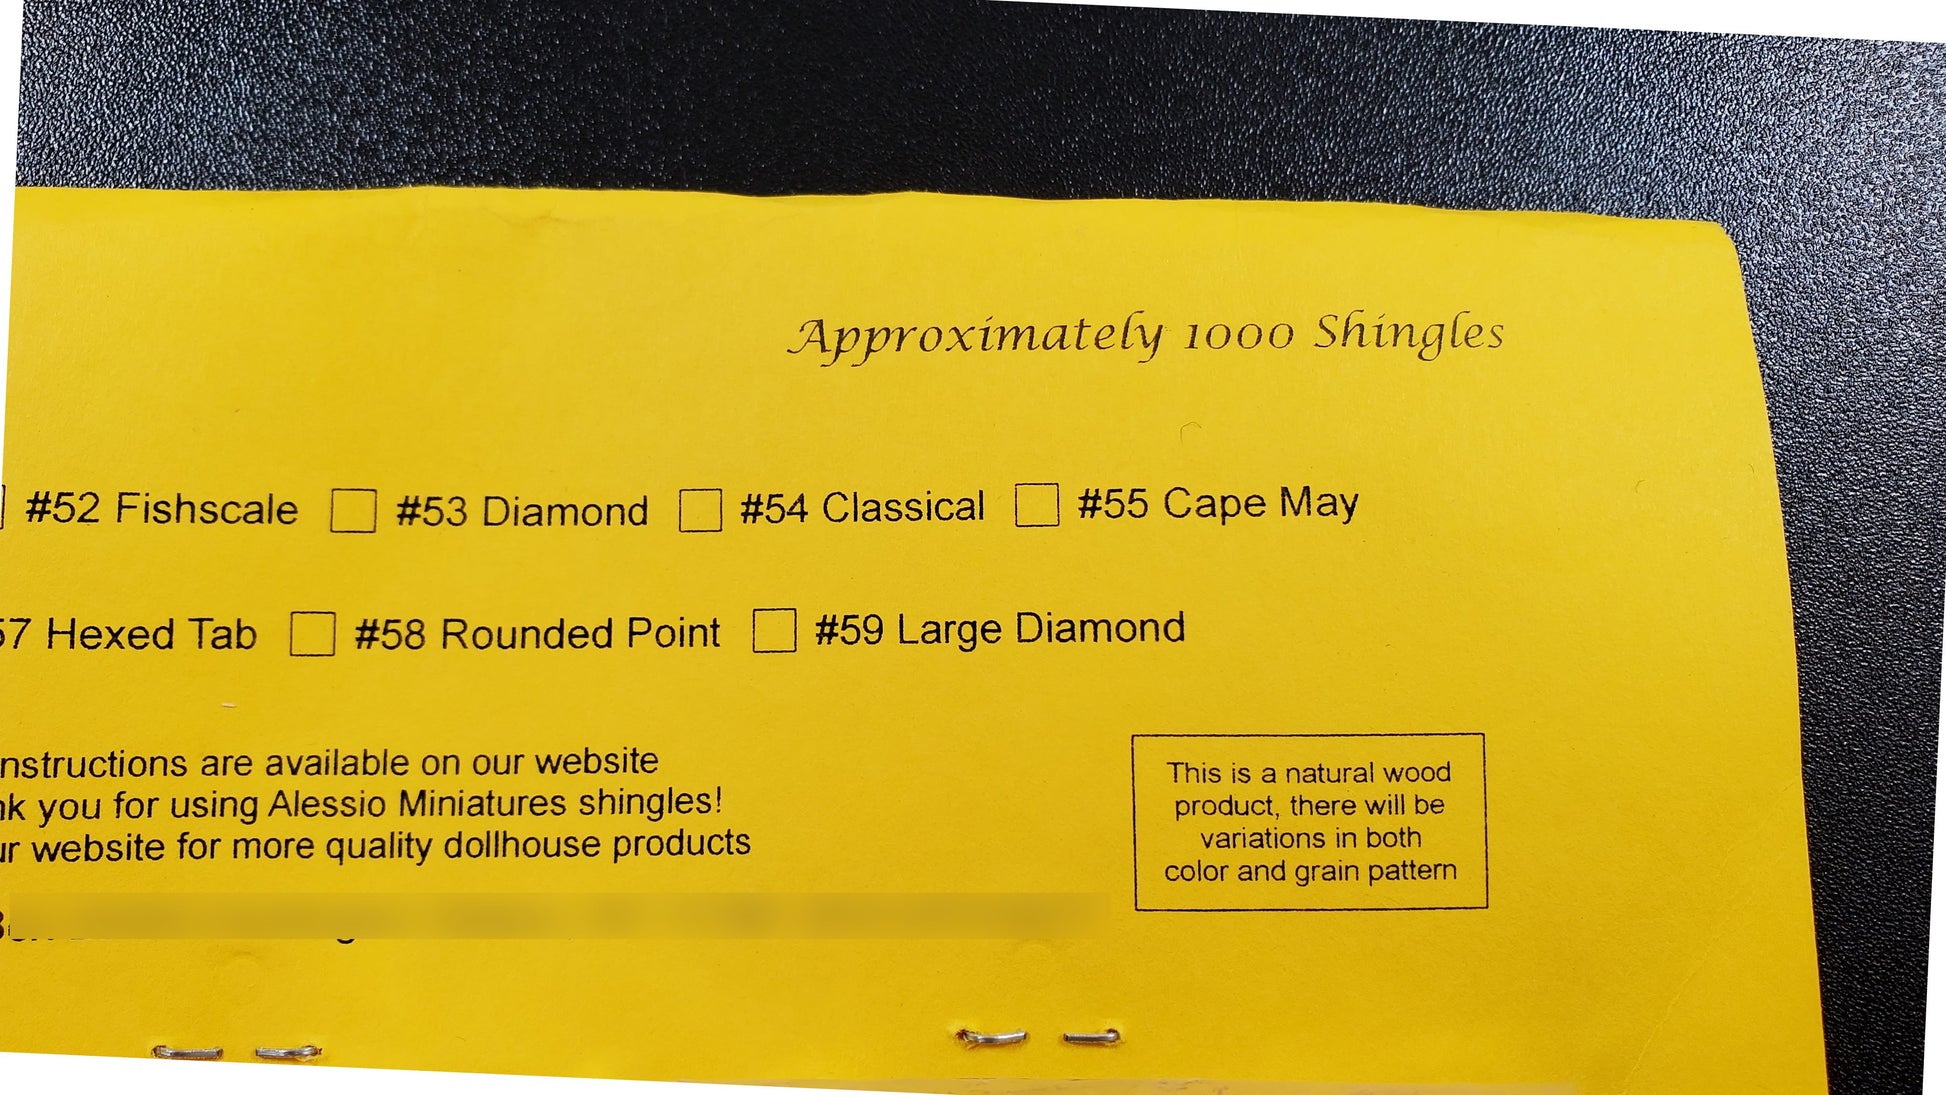 Approximately 1000 Shingles
#52 Fishscale #53 Diamond #54 Classical #55 Cape May
57 Hexed Tab #58 Rounded Point #59 Large Diamond
nstructions are available on our website
nk you for using Alessio Miniatures shingles!
ur website for more quality dollhouse products
This is a natural wood
product, there will be
variations in both
color and grain pattern